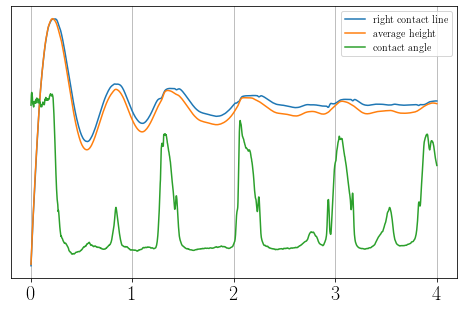 right contact line
average height
contact angle
0 1 2 3 4